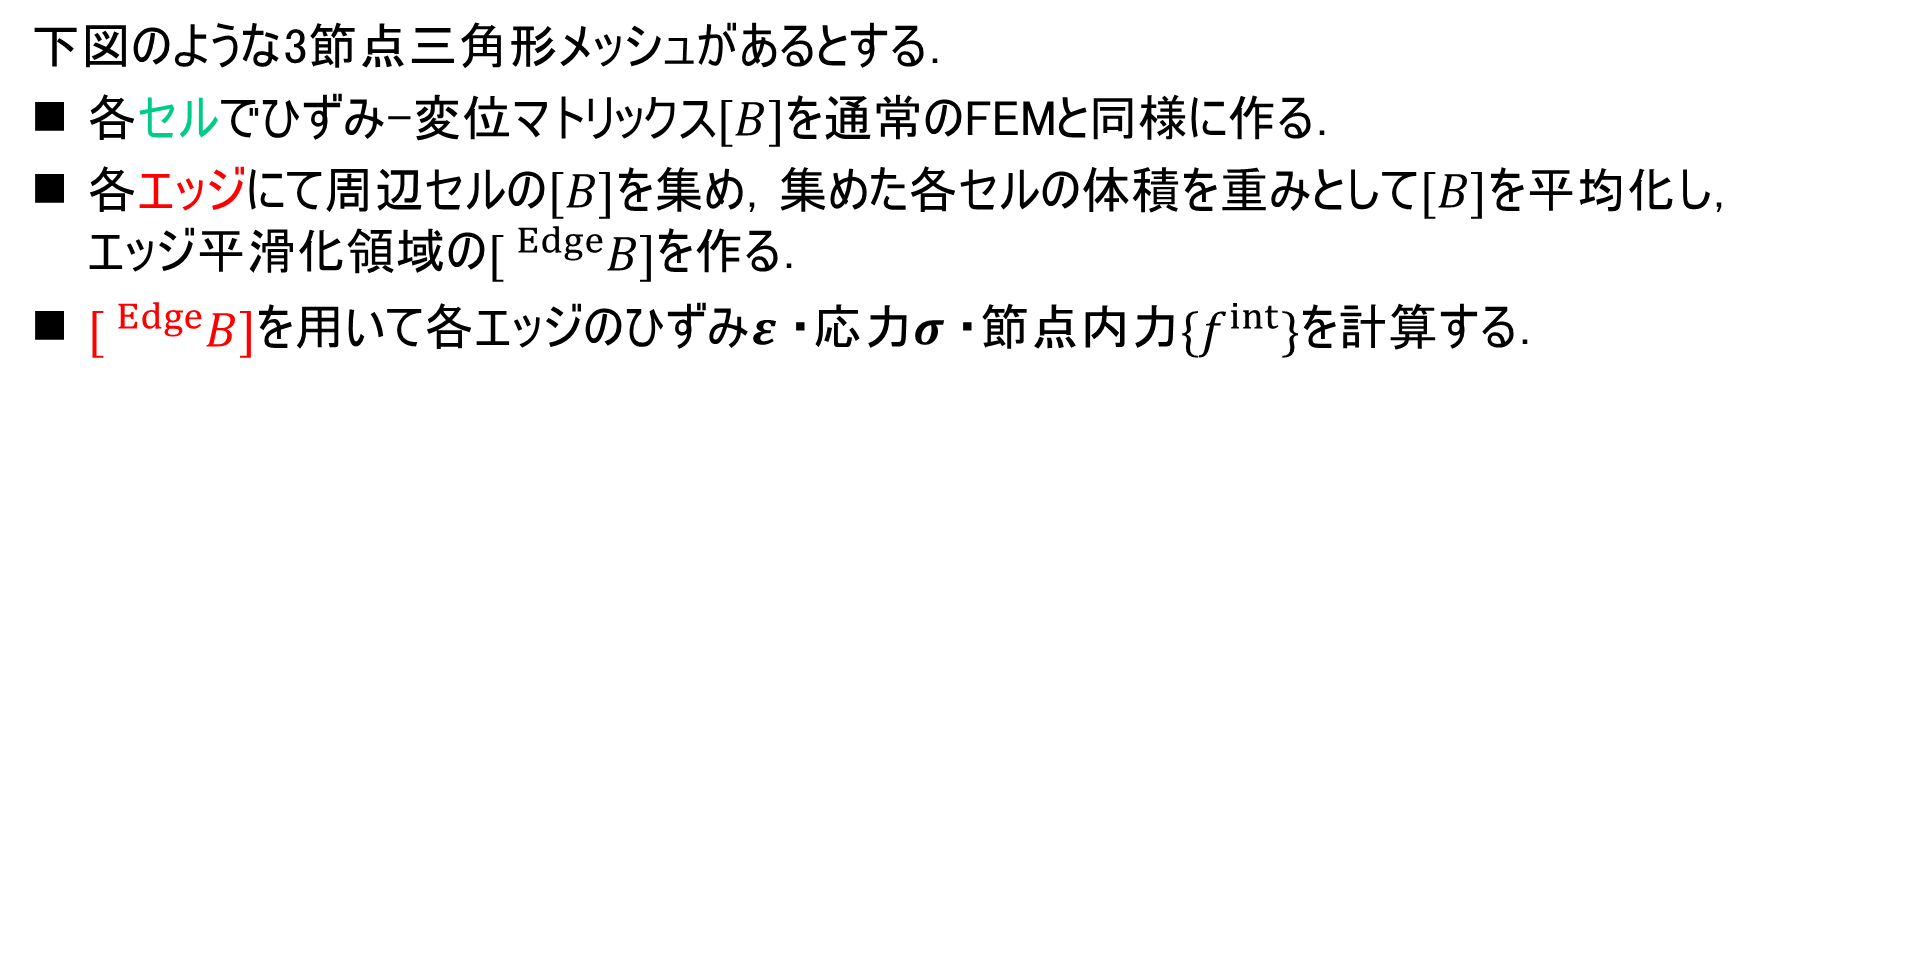 下図のような3節点三角形メッシュがあるとする．
■ 各セルでひずみ−変位マトリックス[B]を通常のFEMと同様に作る．
■ 各エッジにて周辺セルの[B]を集め，集めた各セルの体積を重みとして[B]を平均化し，
エッジ平滑化領域の[ ᴱᵈᵍᵉB]を作る．
■ [ ᴱᵈᵍᵉB]を用いて各エッジのひずみε・応力σ・節点内力{f ⁱⁿᵗ}を計算する．